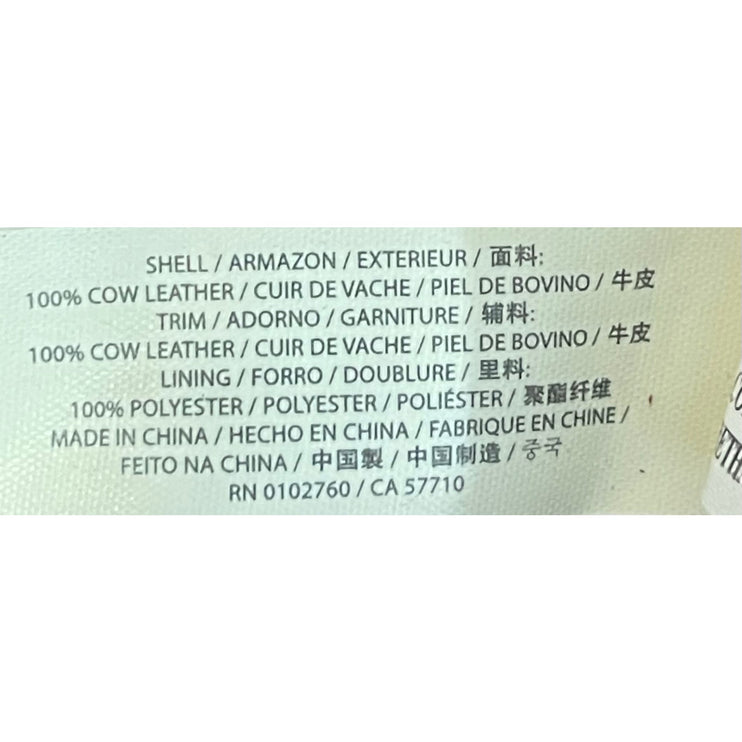 SHELL / ARMAZON / EXTERIEUR / 面料:
100% COW LEATHER / CUIR DE VACHE / PIEL DE BOVINO / 牛皮
TRIM / ADORNO / GARNITURE / 辅料:
100% COW LEATHER / CUIR DE VACHE / PIEL DE BOVINO / 牛皮
LINING / FORRO / DOUBLURE / 里料:
100% POLYESTER / POLYESTER / POLIÉSTER / 聚酯纤维
MADE IN CHINA / HECHO EN CHINA / FABRIQUE EN CHINE /
FEITO NA CHINA / 中国製 / 中国制造 / 중국
RN 0102760 / CA 57710